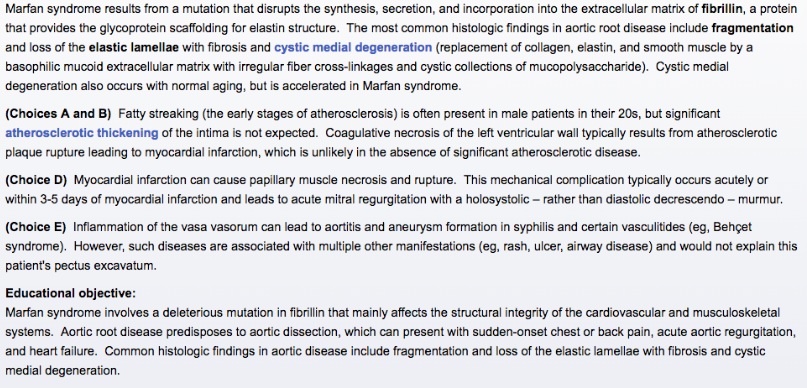 Marfan syndrome results from a mutation that disrupts the synthesis, secretion, and incorporation into the extracellular matrix of fibrillin, a protein
that provides the glycoprotein scaffolding for elastin structure.  The most common histologic findings in aortic root disease include fragmentation
and loss of the elastic lamellae with fibrosis and cystic medial degeneration (replacement of collagen, elastin, and smooth muscle by a
basophilic mucoid extracellular matrix with irregular fiber cross-linkages and cystic collections of mucopolysaccharide).  Cystic medial
degeneration also occurs with normal aging, but is accelerated in Marfan syndrome.
(Choices A and B)  Fatty streaking (the early stages of atherosclerosis) is often present in male patients in their 20s, but significant
atherosclerotic thickening of the intima is not expected.  Coagulative necrosis of the left ventricular wall typically results from atherosclerotic
plaque rupture leading to myocardial infarction, which is unlikely in the absence of significant atherosclerotic disease.
(Choice D)  Myocardial infarction can cause papillary muscle necrosis and rupture.  This mechanical complication typically occurs acutely or
within 3-5 days of myocardial infarction and leads to acute mitral regurgitation with a holosystolic – rather than diastolic decrescendo – murmur.
(Choice E)  Inflammation of the vasa vasorum can lead to aortitis and aneurysm formation in syphilis and certain vasculitides (eg, Behçet
syndrome).  However, such diseases are associated with multiple other manifestations (eg, rash, ulcer, airway disease) and would not explain this
patient's pectus excavatum.
Educational objective:
Marfan syndrome involves a deleterious mutation in fibrillin that mainly affects the structural integrity of the cardiovascular and musculoskeletal
systems.  Aortic root disease predisposes to aortic dissection, which can present with sudden-onset chest or back pain, acute aortic regurgitation,
and heart failure.  Common histologic findings in aortic disease include fragmentation and loss of the elastic lamellae with fibrosis and cystic
medial degeneration.